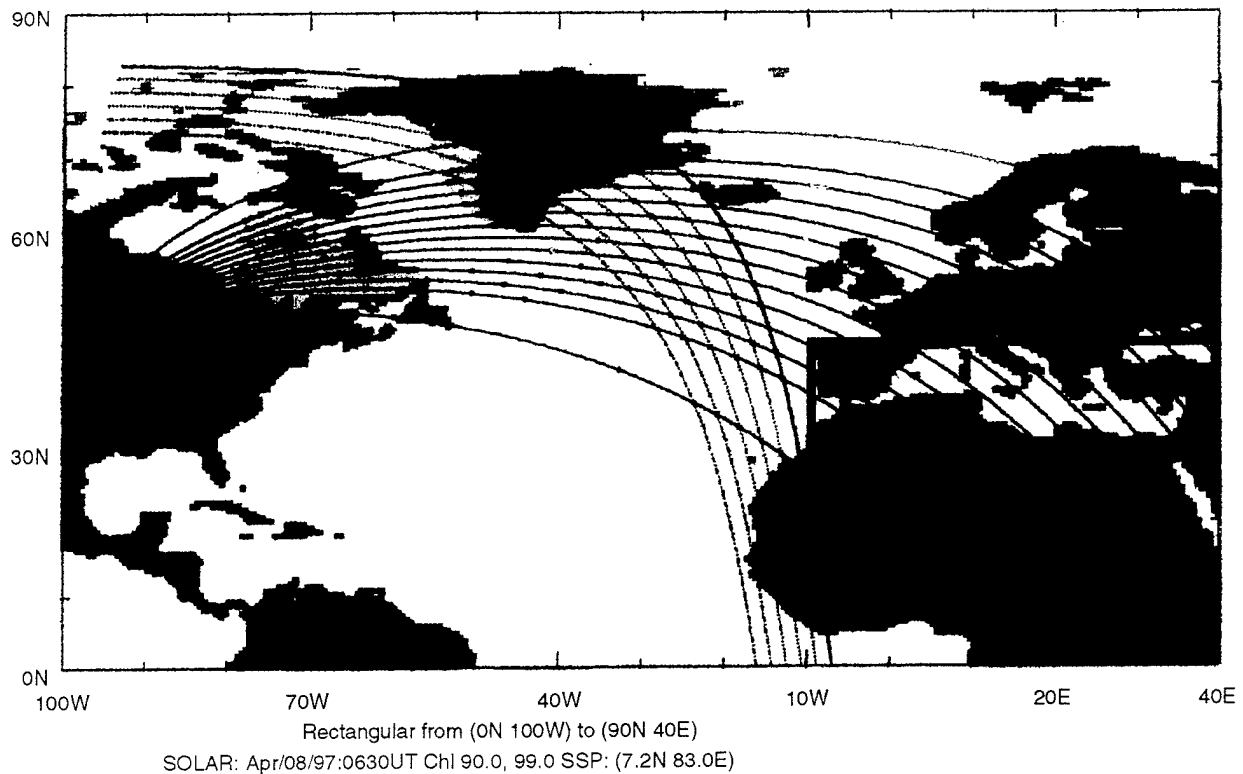 90N
60N
30N
0N
100W 70W 40W 10W 20E 40E
Rectangular from (0N 100W) to (90N 40E)
SOLAR: Apr/08/97:0630UT Chl 90.0, 99.0 SSP: (7.2N 83.0E)